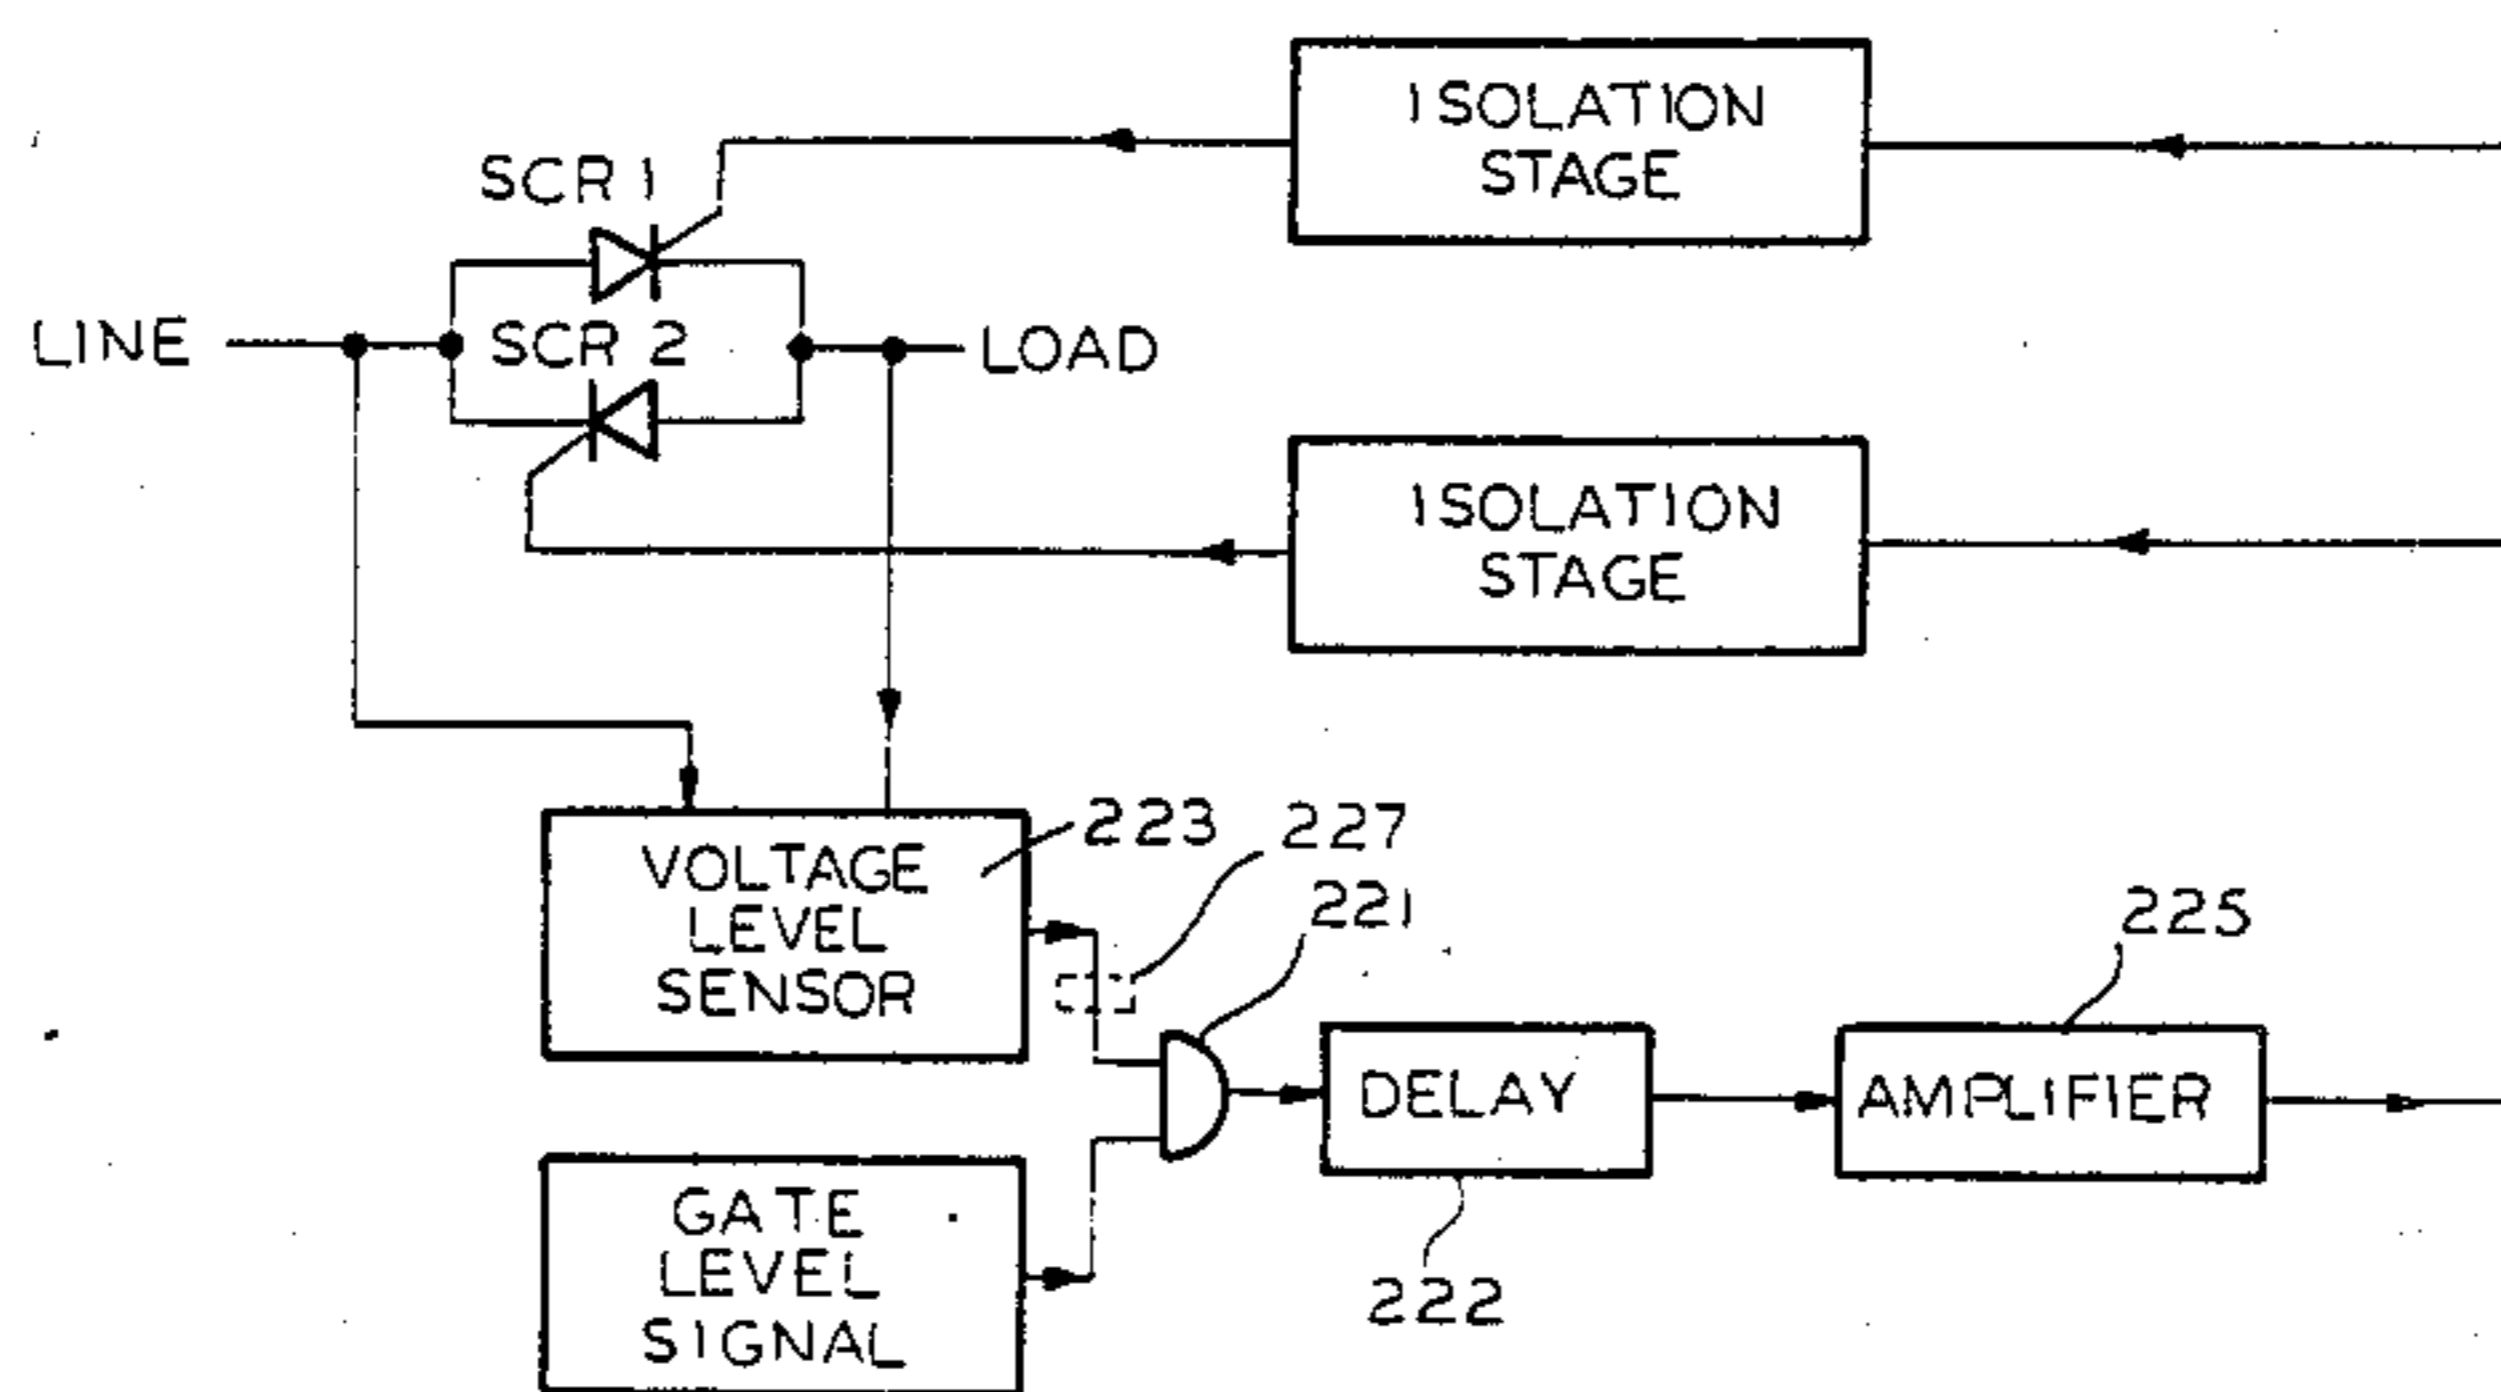 ISOLATION
STAGE
SCR 1
LINE
SCR 2
LOAD
ISOLATION
STAGE
VOLTAGE
LEVEL
SENSOR
223
227
221
225
DELAY
AMPLIFIER
GATE
LEVEL
SIGNAL
222